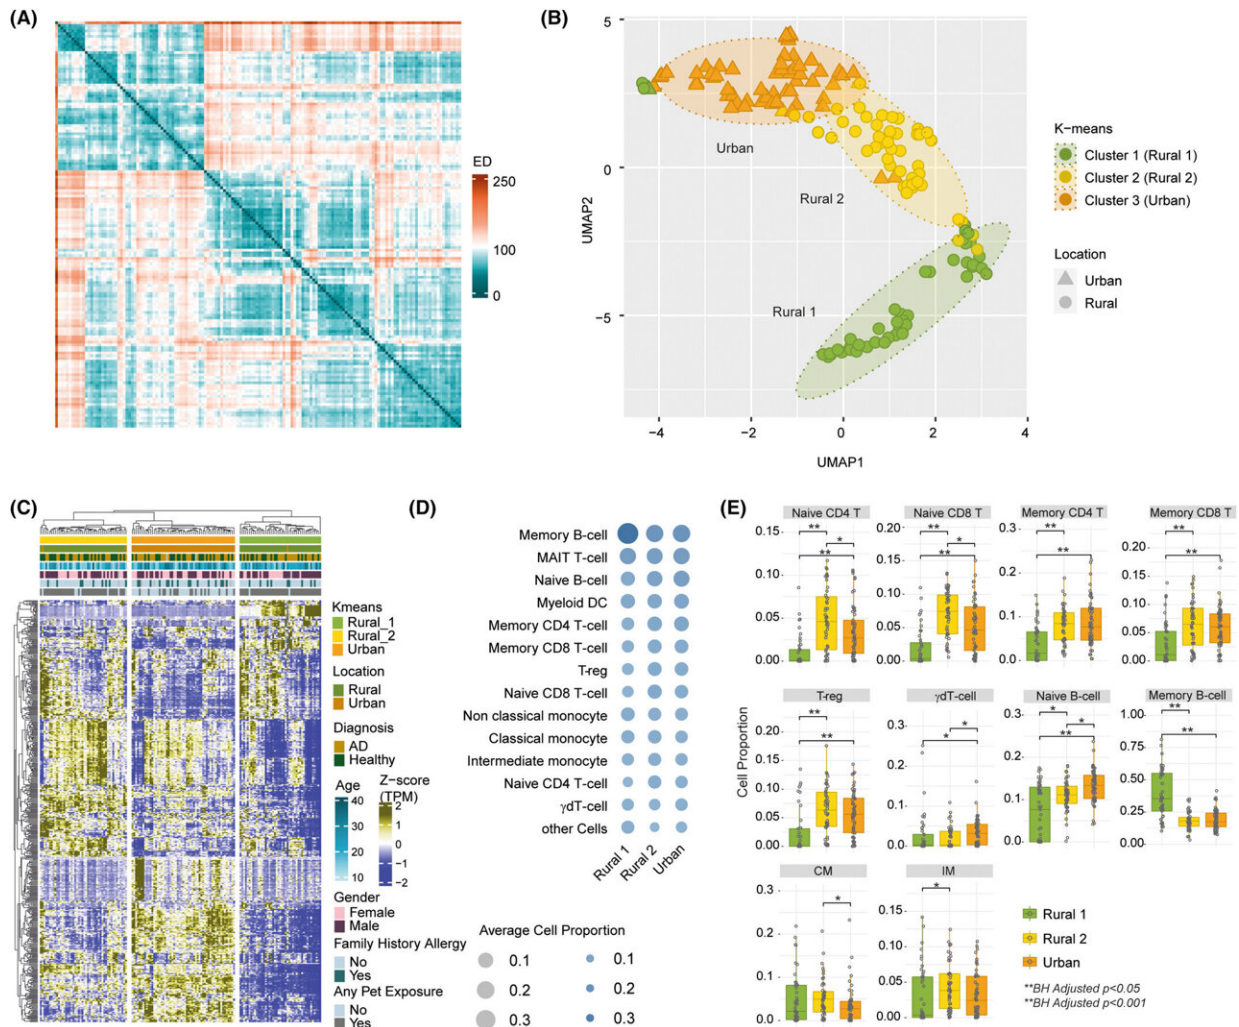 (A)
ED
250
100
0
(B)
5
0
−5
−4
−2
0
2
4
UMAP2
UMAP1
Urban
Rural 2
Rural 1
K−means
Cluster 1 (Rural 1)
Cluster 2 (Rural 2)
Cluster 3 (Urban)
Location
Urban
Rural
(C)
Kmeans
Rural_1
Rural_2
Urban
Location
Rural
Urban
Diagnosis
AD
Healthy
Age
40
30
20
10
Z−score
(TPM)
2
1
0
−1
−2
Gender
Female
Male
Family History Allergy
No
Yes
Any Pet Exposure
No
Yes
(D)
Memory B-cell
MAIT T-cell
Naive B-cell
Myeloid DC
Memory CD4 T-cell
Memory CD8 T-cell
T-reg
Naive CD8 T-cell
Non classical monocyte
Classical monocyte
Intermediate monocyte
Naive CD4 T-cell
γdT-cell
other Cells
Rural 1
Rural 2
Urban
Average Cell Proportion
0.1 0.1
0.2 0.2
0.3 0.3
(E)
Cell Proportion
Naive CD4 T
0.15
0.10
0.05
0.00
** * **
Naive CD8 T
0.20
0.15
0.10
0.05
0.00
** * **
Memory CD4 T
0.3
0.2
0.1
0.0
** **
Memory CD8 T
0.20
0.15
0.10
0.05
0.00
** **
T-reg
0.20
0.15
0.10
0.05
0.00
** **
γdT-cell
0.3
0.2
0.1
0.0
* *
Naive B-cell
0.3
0.2
0.1
0.0
* * **
Memory B-cell
1.00
0.75
0.50
0.25
0.00
** **
CM
0.3
0.2
0.1
0.0
*
IM
0.15
0.10
0.05
0.00
*
Rural 1
Rural 2
Urban
**BH Adjusted p<0.05
**BH Adjusted p<0.001